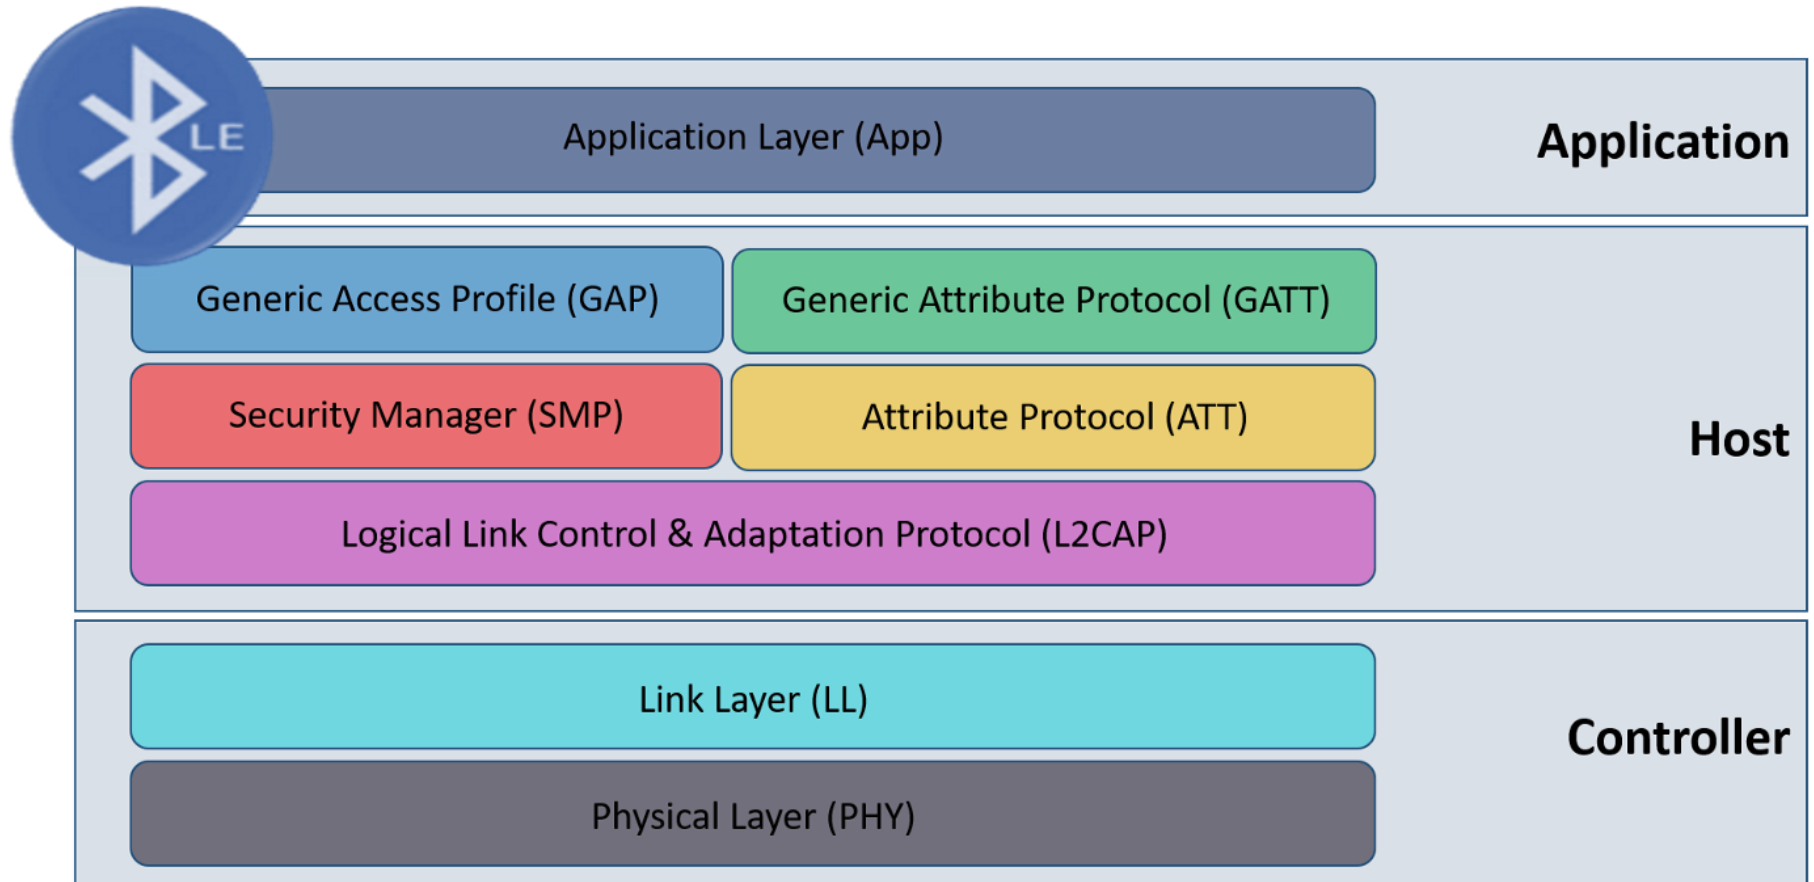 LE
Application Layer (App)
Application
Generic Access Profile (GAP)
Generic Attribute Protocol (GATT)
Security Manager (SMP)
Attribute Protocol (ATT)
Host
Logical Link Control & Adaptation Protocol (L2CAP)
Link Layer (LL)
Controller
Physical Layer (PHY)